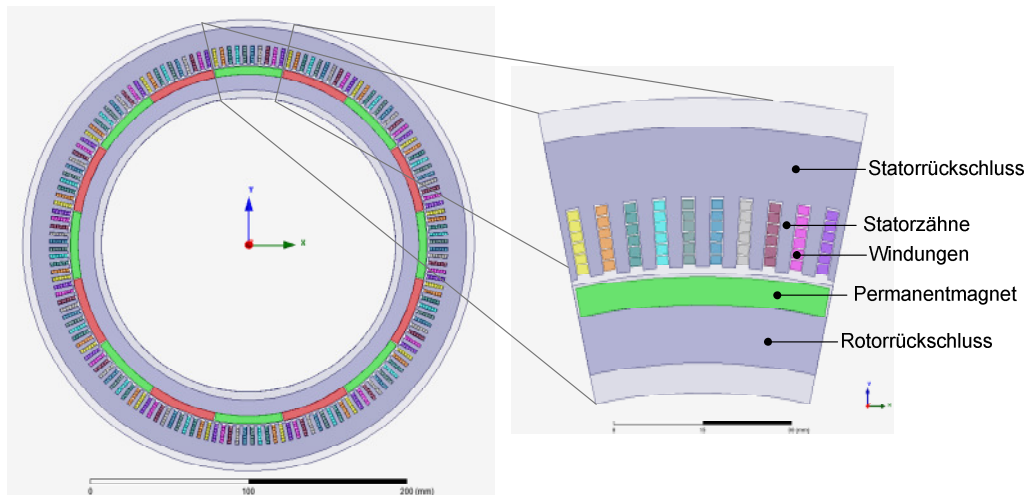 Y
X
0
100
200 (mm)
Statorrückschluss
Statorzähne
Windungen
Permanentmagnet
Rotorrückschluss